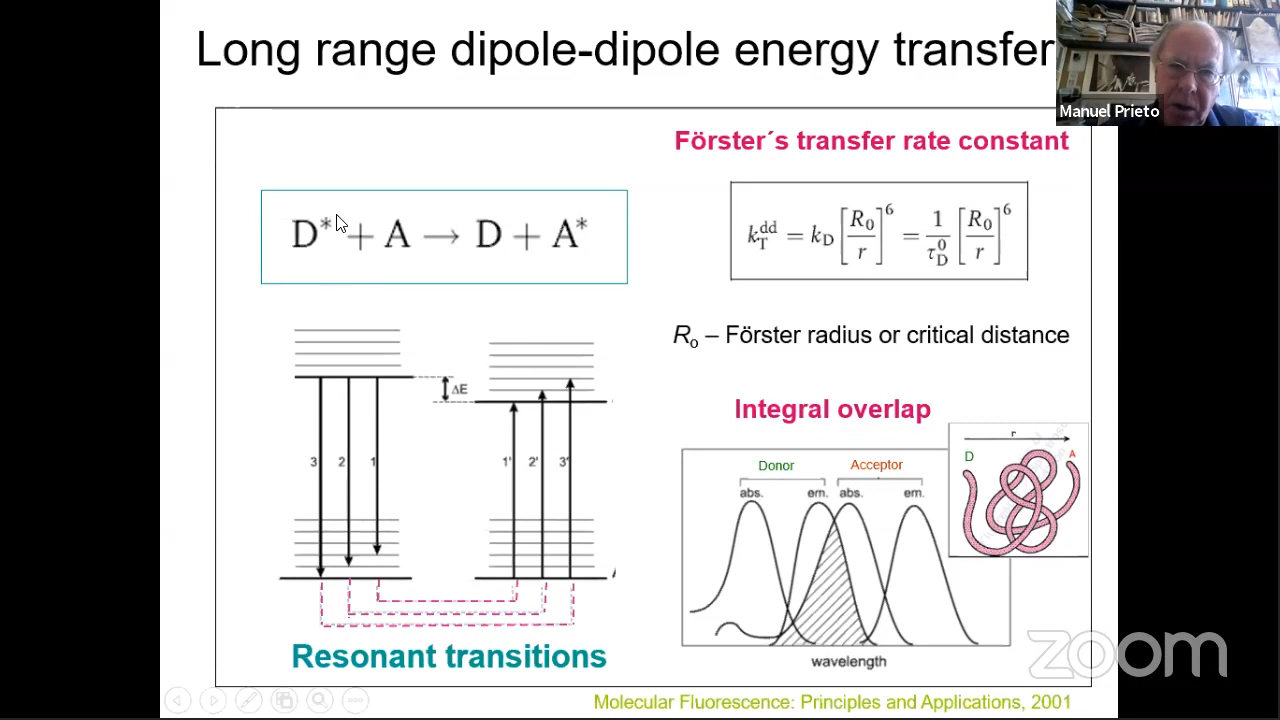 Long range dipole-dipole energy transfer
Manuel Prieto
Förster´s transfer rate constant
D* + A → D + A*
k_T^dd = k_D [R_0/r]^6 = 1/τ_D^0 [R_0/r]^6
R_o – Förster radius or critical distance
ΔE
3 2 1 1' 2' 3'
Integral overlap
Donor Acceptor
abs. em. abs. em.
r
D A
wavelength
Resonant transitions
zoom
Molecular Fluorescence: Principles and Applications, 2001